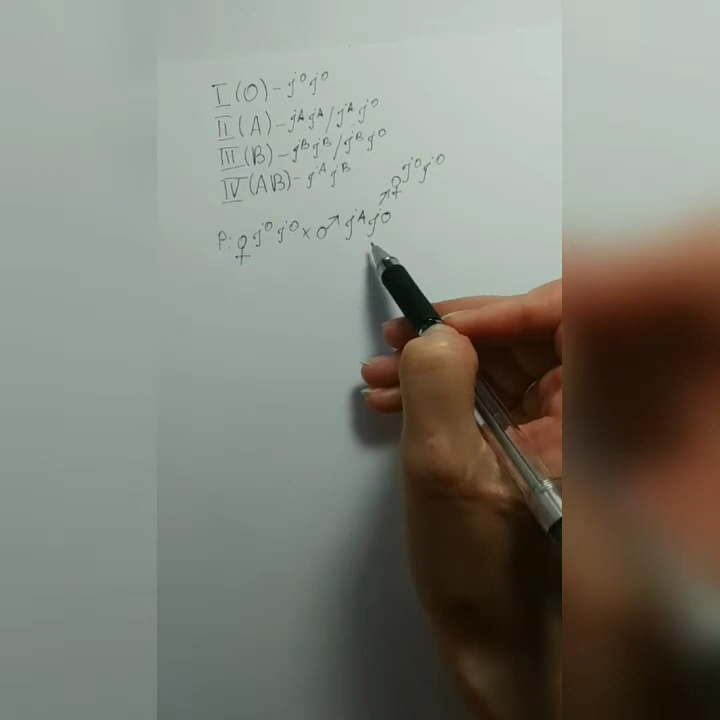 I (O) - j⁰j⁰
II (A) - jᴬjᴬ / jᴬj⁰
III (B) - jᴮjᴮ / jᴮj⁰
IV (AB) - jᴬjᴮ
↗♀ j⁰j⁰
P: ♀ j⁰j⁰ × ♂ jᴬj⁰